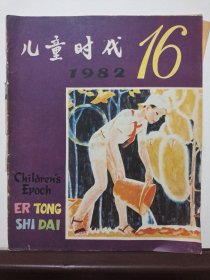 儿童时代 16
1982
Children's
Epoch
ER TONG
SHI DAI